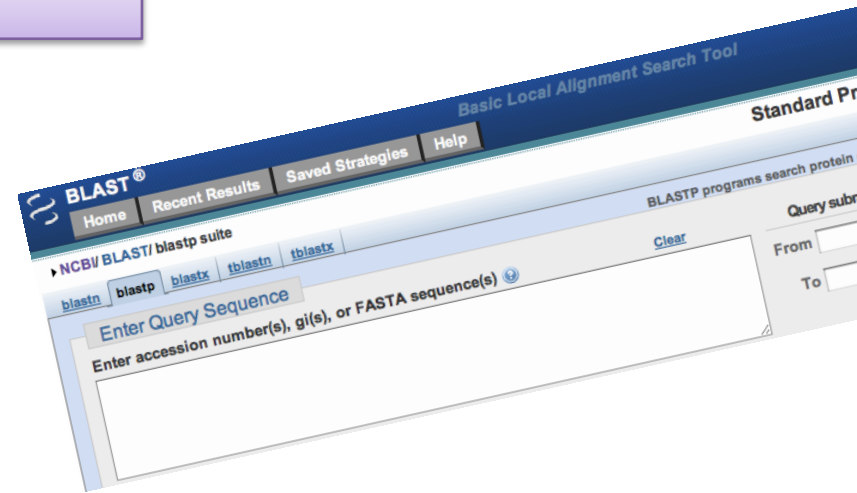 Basic Local Alignment Search Tool
BLAST®
Home Recent Results Saved Strategies Help
NCBI/ BLAST/ blastp suite
Standard
blastn blastp blastx tblastn tblastx
BLASTP programs search protein
Enter Query Sequence
Enter accession number(s), gi(s), or FASTA sequence(s)
Clear
Query
From
To